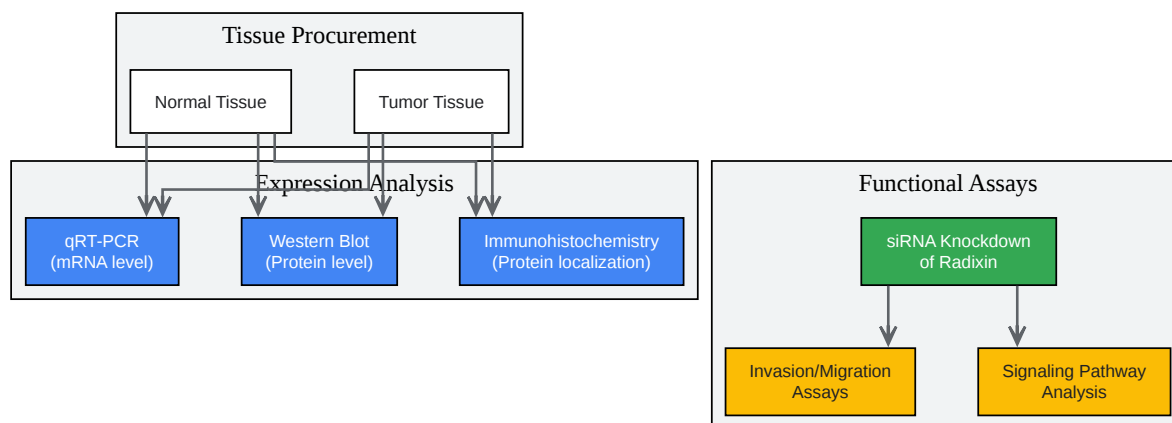 Tissue Procurement
Normal Tissue
Tumor Tissue
Expression Analysis
qRT-PCR
(mRNA level)
Western Blot
(Protein level)
Immunohistochemistry
(Protein localization)
Functional Assays
siRNA Knockdown
of Radixin
Invasion/Migration
Assays
Signaling Pathway
Analysis